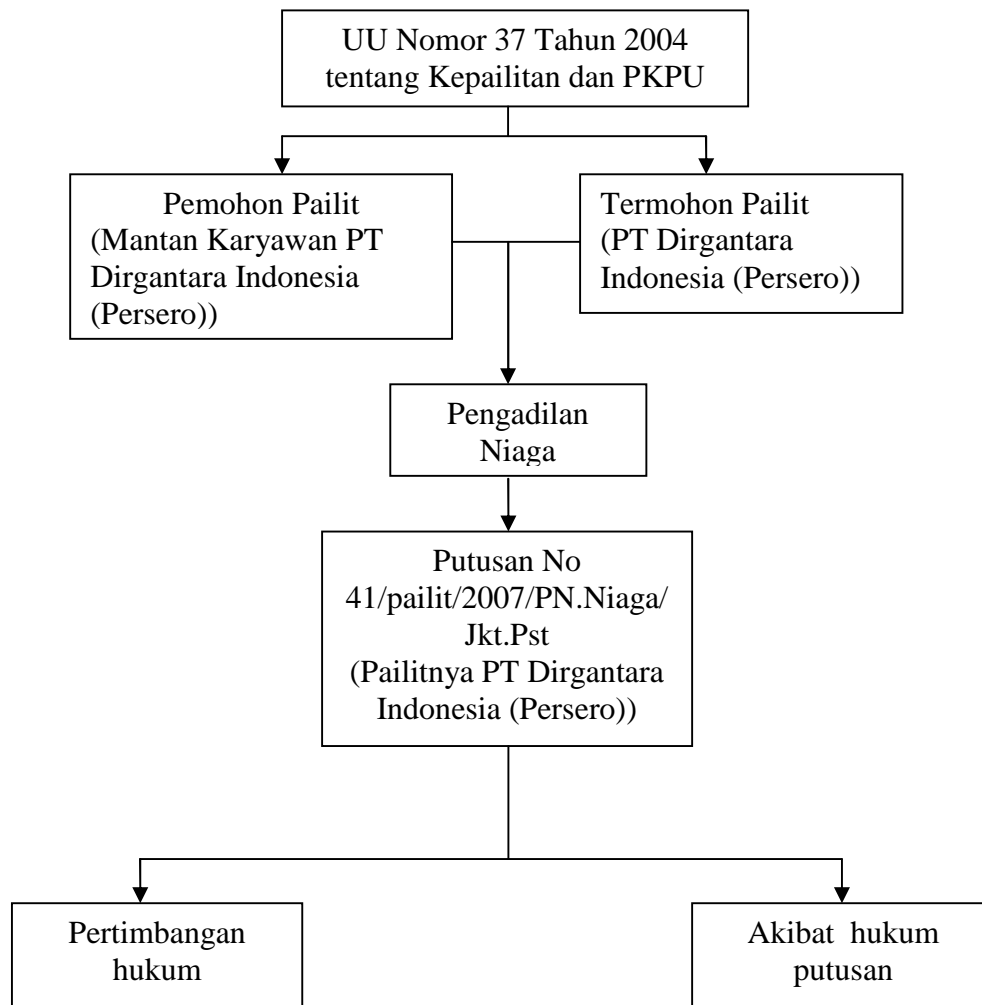 UU Nomor 37 Tahun 2004
tentang Kepailitan dan PKPU
Pemohon Pailit
(Mantan Karyawan PT
Dirgantara Indonesia
(Persero))
Termohon Pailit
(PT Dirgantara
Indonesia (Persero))
Pengadilan
Niaga
Putusan No
41/pailit/2007/PN.Niaga/
Jkt.Pst
(Pailitnya PT Dirgantara
Indonesia (Persero))
Pertimbangan
hukum
Akibat hukum
putusan